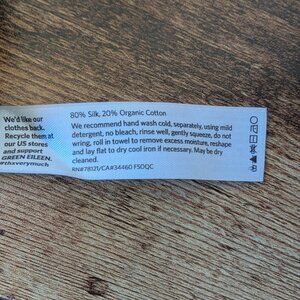 We'd like our
clothes back.
Recycle them at
our US stores
and support
GREEN EILEEN.
#thxverymuch
80% Silk, 20% Organic Cotton
We recommend hand wash cold, separately, using mild
detergent, no bleach, rinse well, gently squeeze, do not
wring, roll in towel to remove excess moisture, reshape
and lay flat to dry cool iron if necessary. May be dry
cleaned.
RN#78121/CA#34460 FSOQC